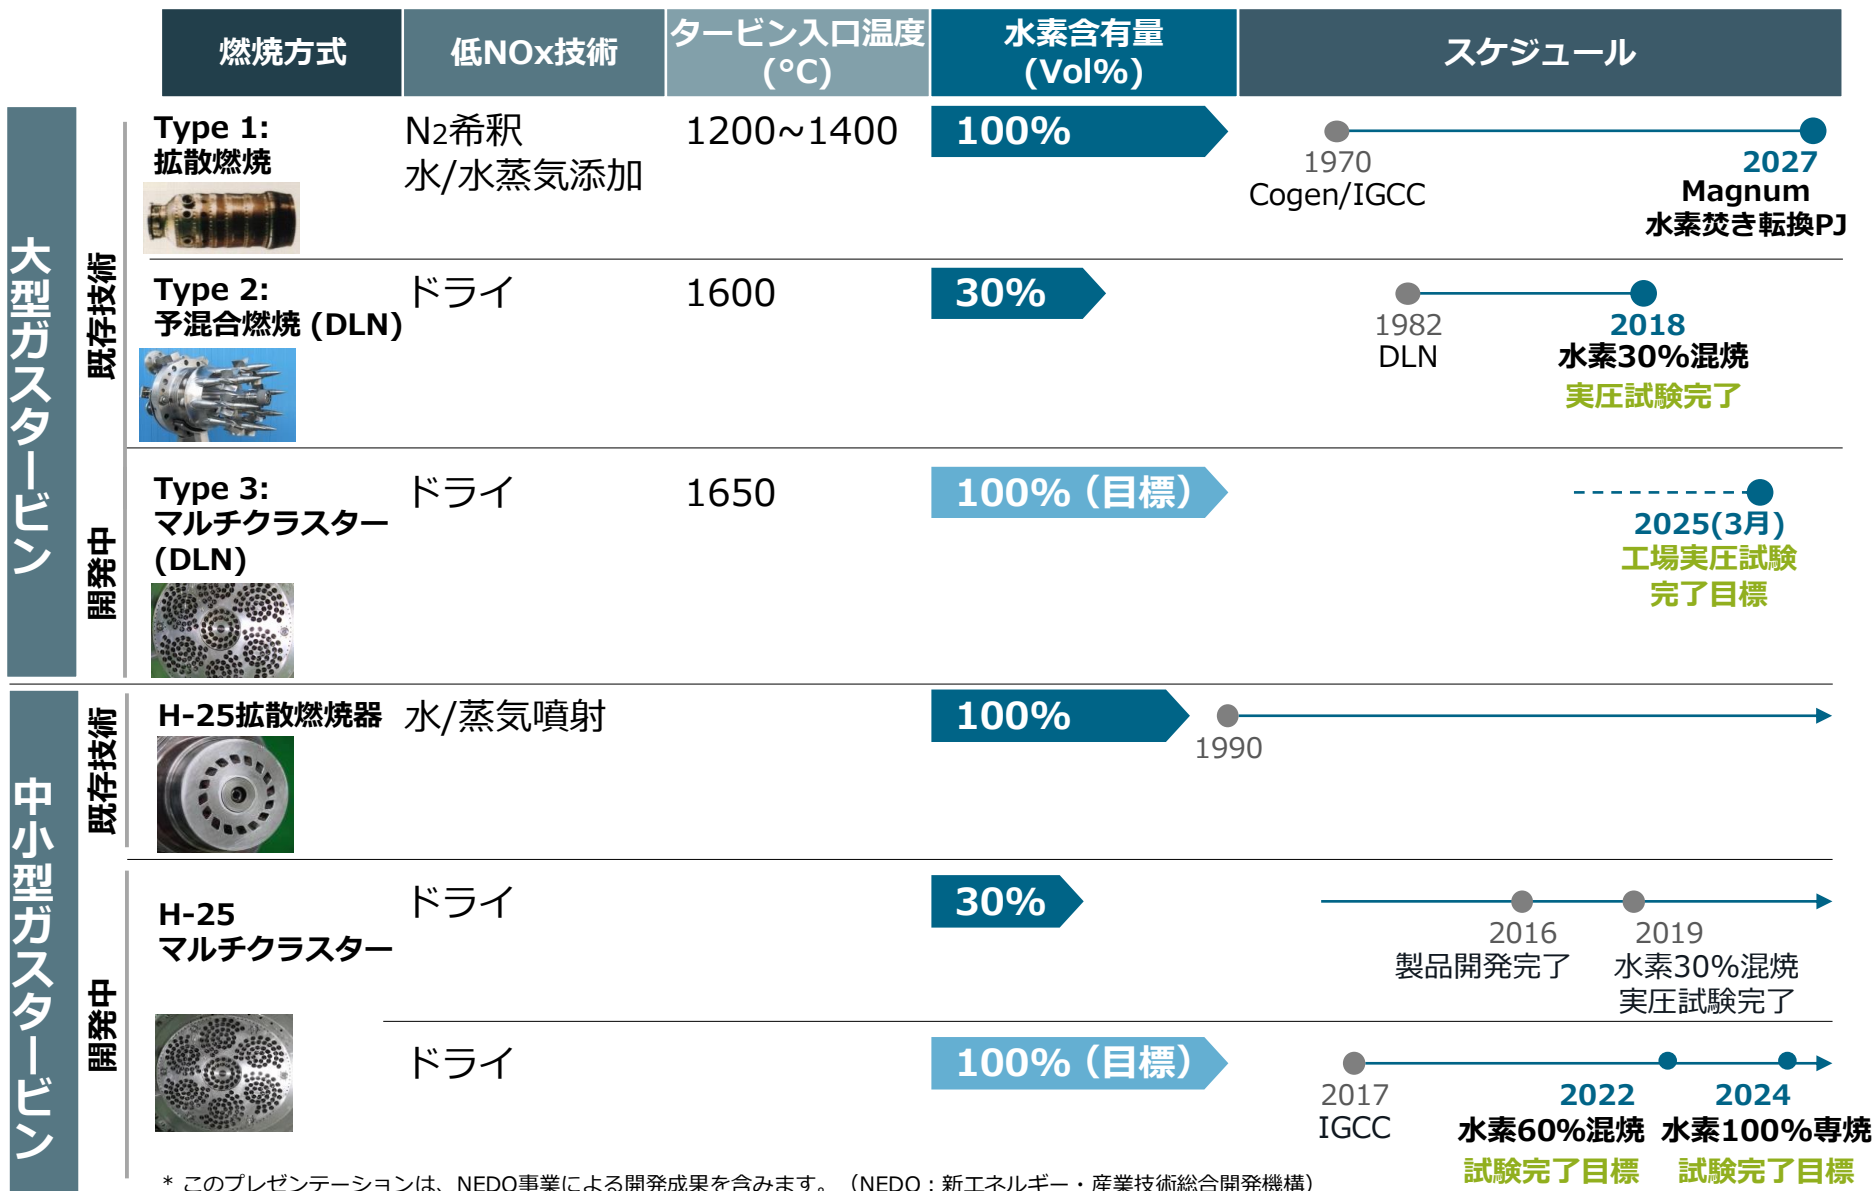 燃焼方式
低NOx技術
タービン入口温度
(°C)
水素含有量
(Vol%)
スケジュール
大型ガスタービン
既存技術
Type 1:
拡散燃焼
N2希釈
水/水蒸気添加
1200~1400
100%
1970
Cogen/IGCC
2027
Magnum
水素焚き転換PJ
Type 2:
予混合燃焼 (DLN)
ドライ
1600
30%
1982
DLN
2018
水素30%混焼
実圧試験完了
開発中
Type 3:
マルチクラスター
(DLN)
ドライ
1650
100%（目標）
2025(3月)
工場実圧試験
完了目標
中小型ガスタービン
既存技術
H-25拡散燃焼器
水/蒸気噴射
100%
1990
開発中
H-25
マルチクラスター
ドライ
30%
2016
製品開発完了
2019
水素30%混焼
実圧試験完了
ドライ
100%（目標）
2017
IGCC
2022
水素60%混焼
試験完了目標
2024
水素100%専焼
試験完了目標
* このプレゼンテーションは、NEDO事業による開発成果を含みます。（NEDO：新エネルギー・産業技術総合開発機構）